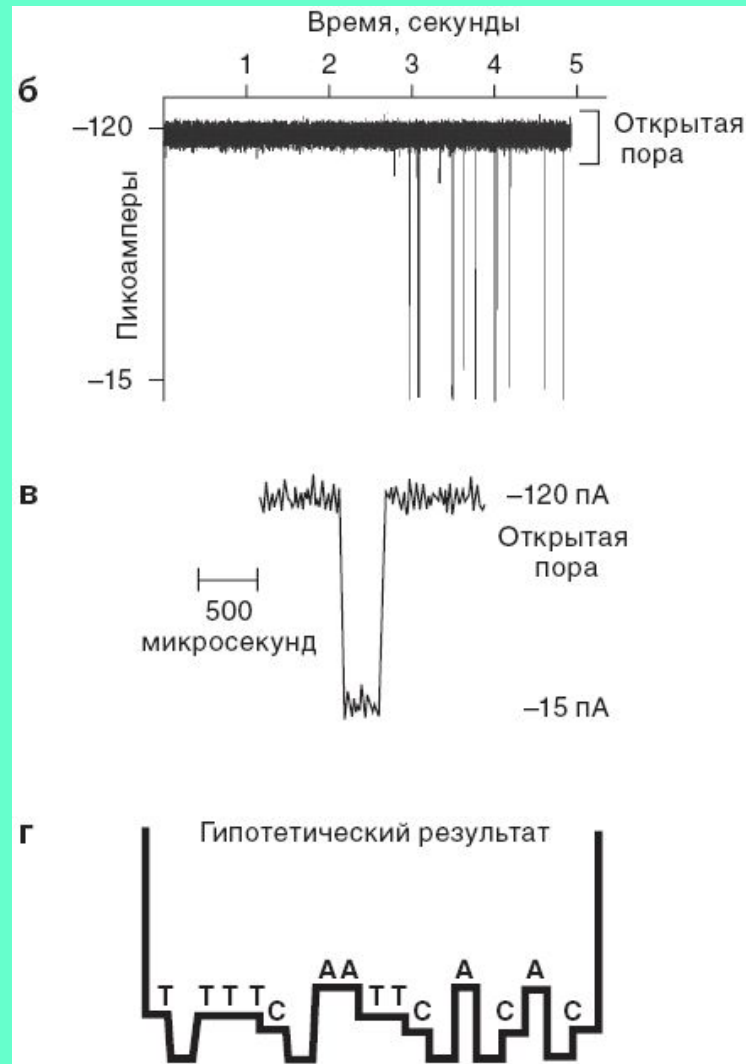 Время, секунды
1 2 3 4 5
б
−120
Открытая
пора
Пикоамперы
−15
в
−120 пА
Открытая
пора
500
микросекунд
−15 пА
г
Гипотетический результат
T T T T C A A T T C A C A C